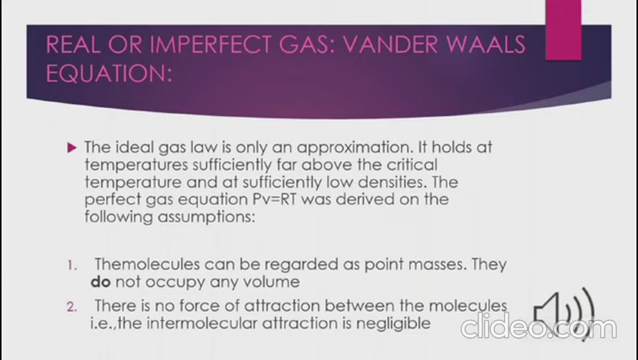 REAL OR IMPERFECT GAS: VANDER WAALS
EQUATION:
The ideal gas law is only an approximation. It holds at
temperatures sufficiently far above the critical
temperature and at sufficiently low densities. The
perfect gas equation Pv=RT was derived on the
following assumptions:
1. Themolecules can be regarded as point masses. They
do not occupy any volume
2. There is no force of attraction between the molecules
i.e.,the intermolecular attraction is negligible
clideo.com